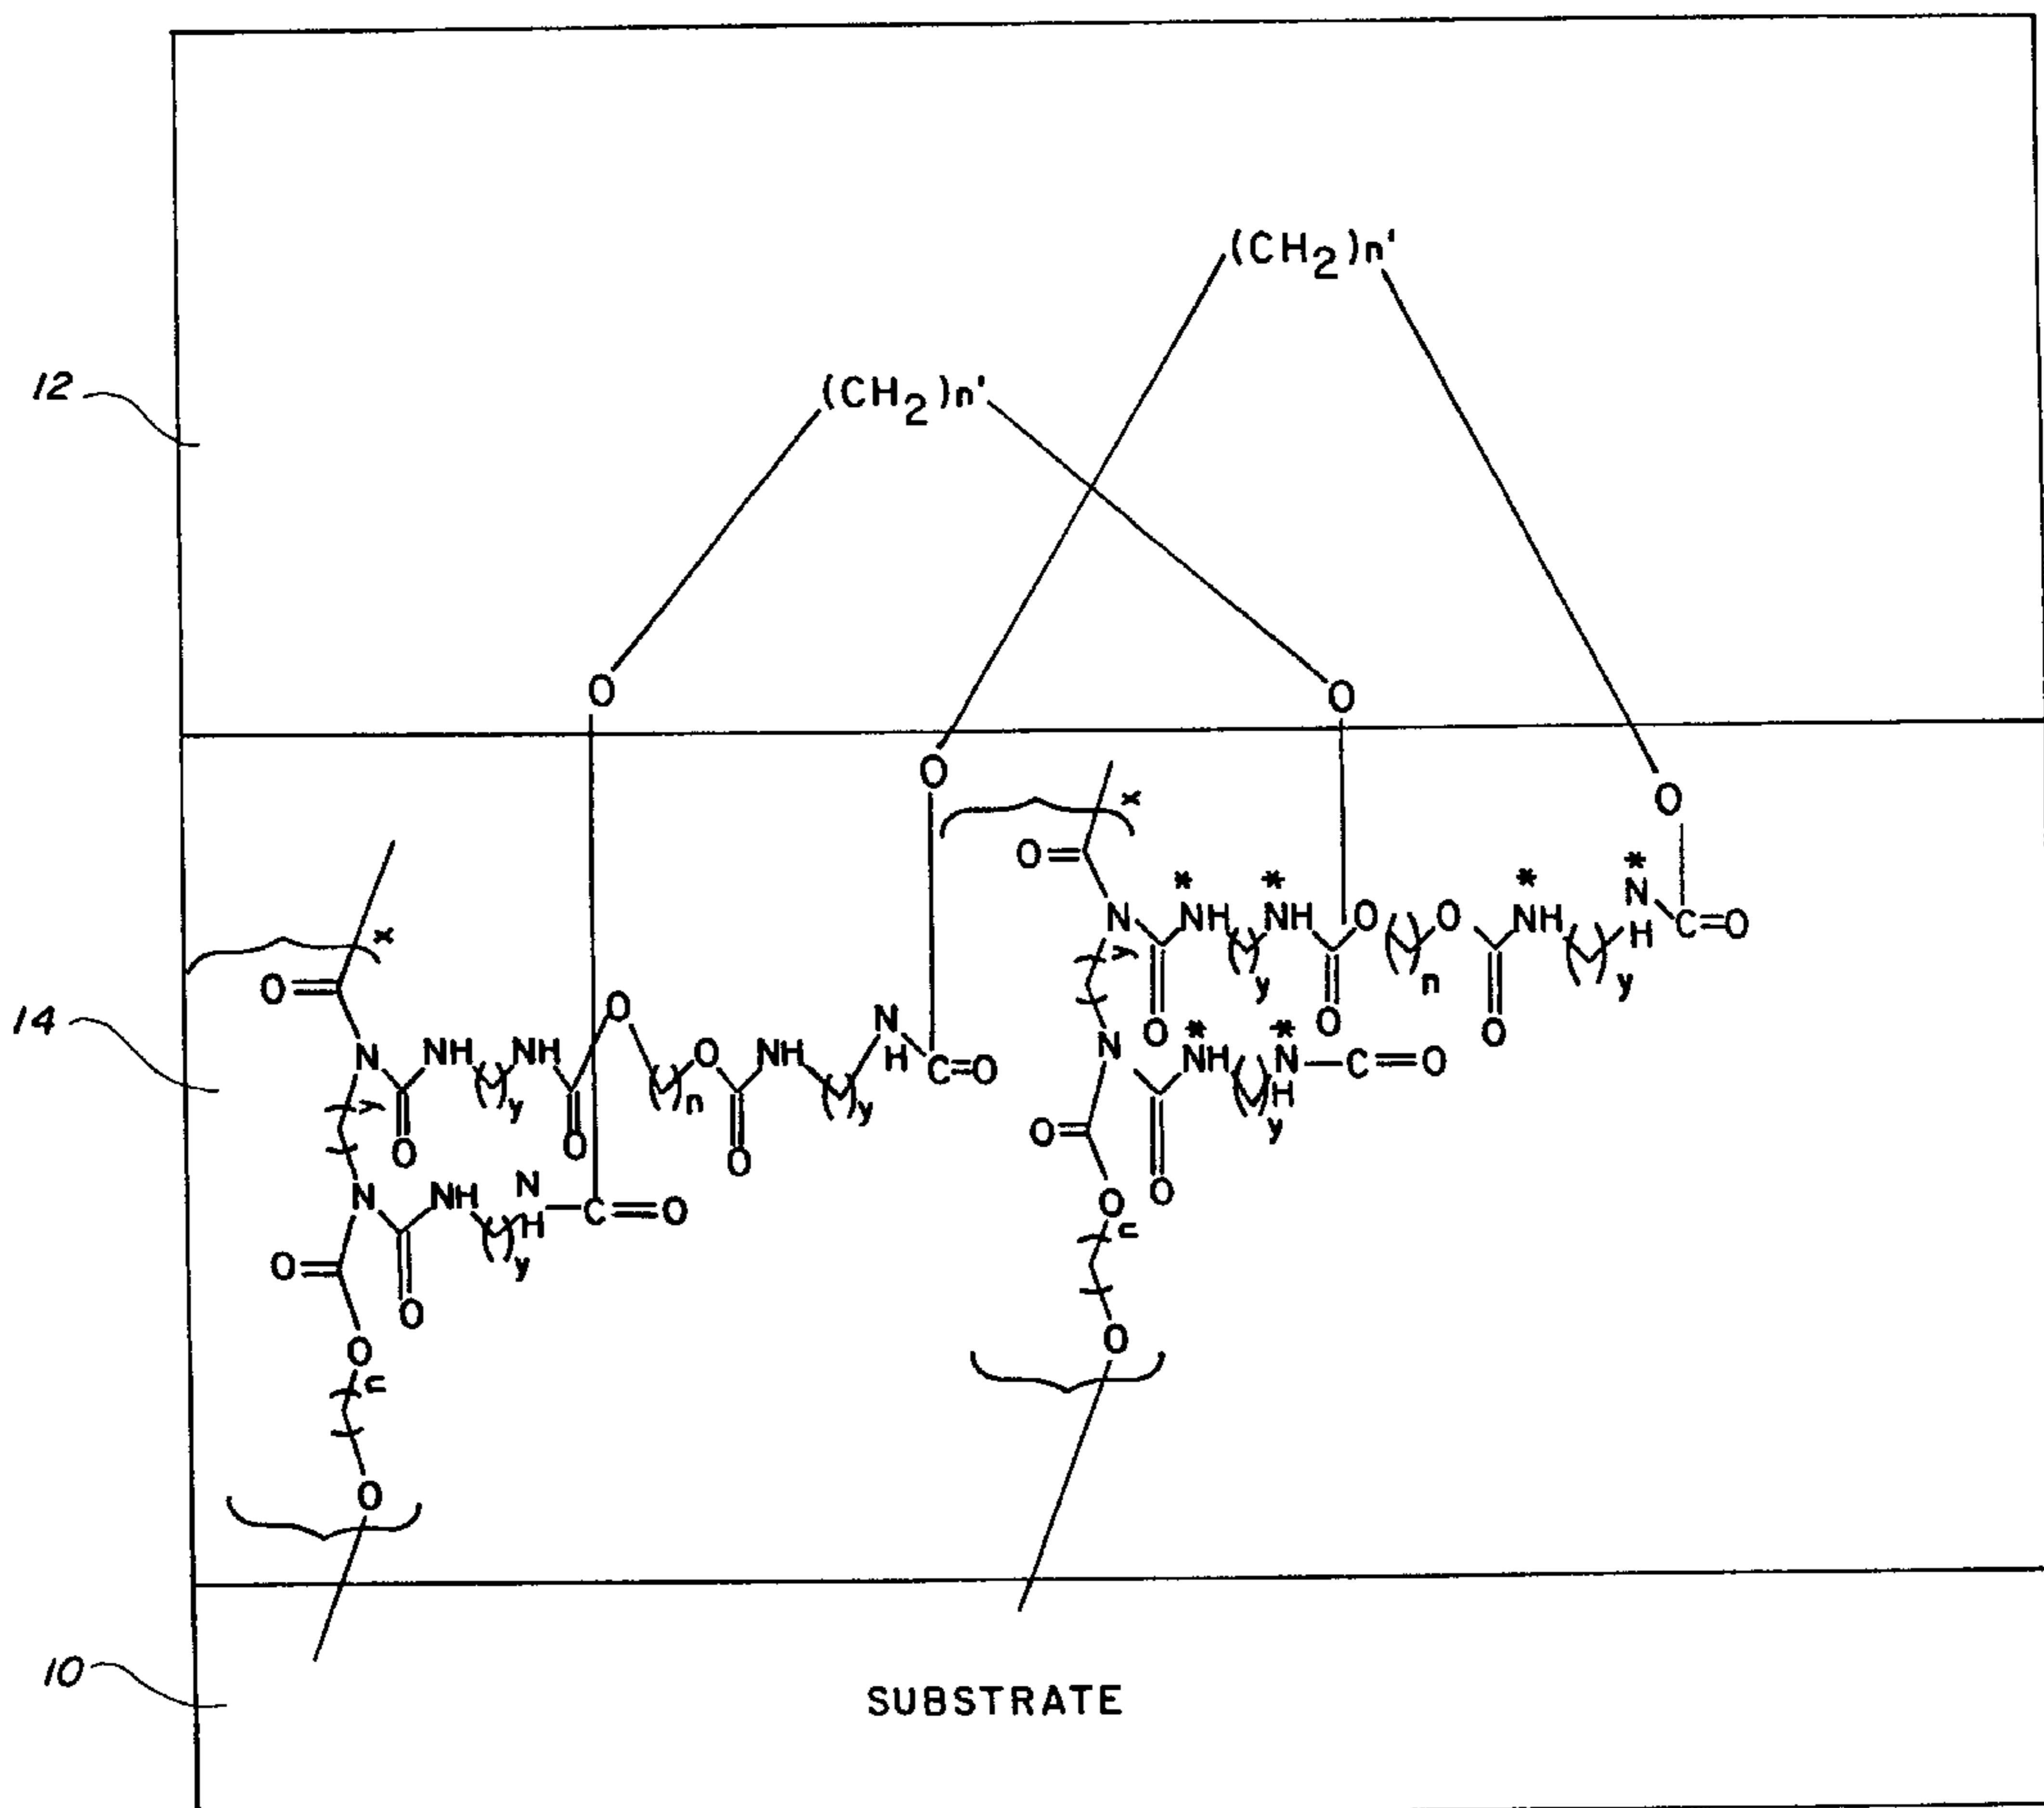 (CH2)n'
12
(CH2)n'
O
O
O
O
x
O=
* * * *
N NH NH O O NH N H C=O
y y n y
O O O
x
O=
14
O N H
N NH NH O NH C=O
y y n y
O O O
* *
N NH N H C=O
y
O=
O
N NH N H C=O
y
O=
O
O
n
O
O
n
O
10
SUBSTRATE